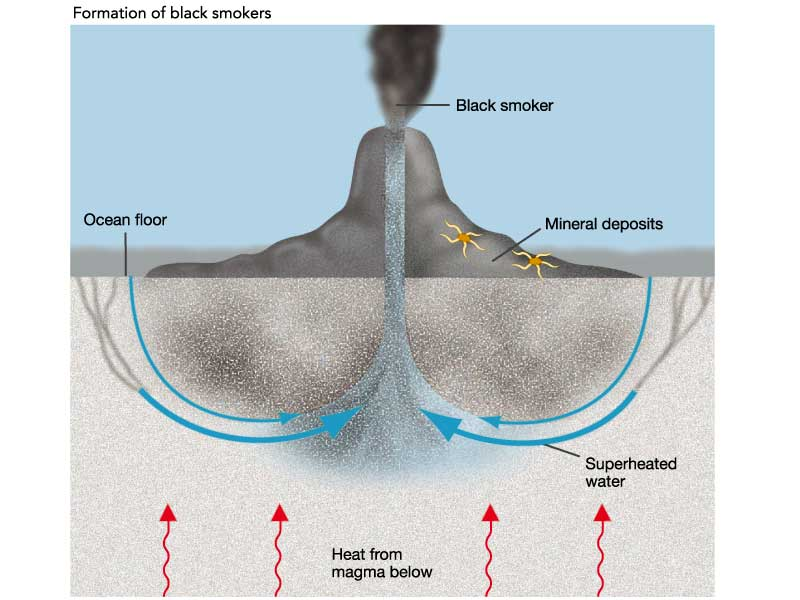 Formation of black smokers
Black smoker
Ocean floor
Mineral deposits
Superheated
water
Heat from
magma below